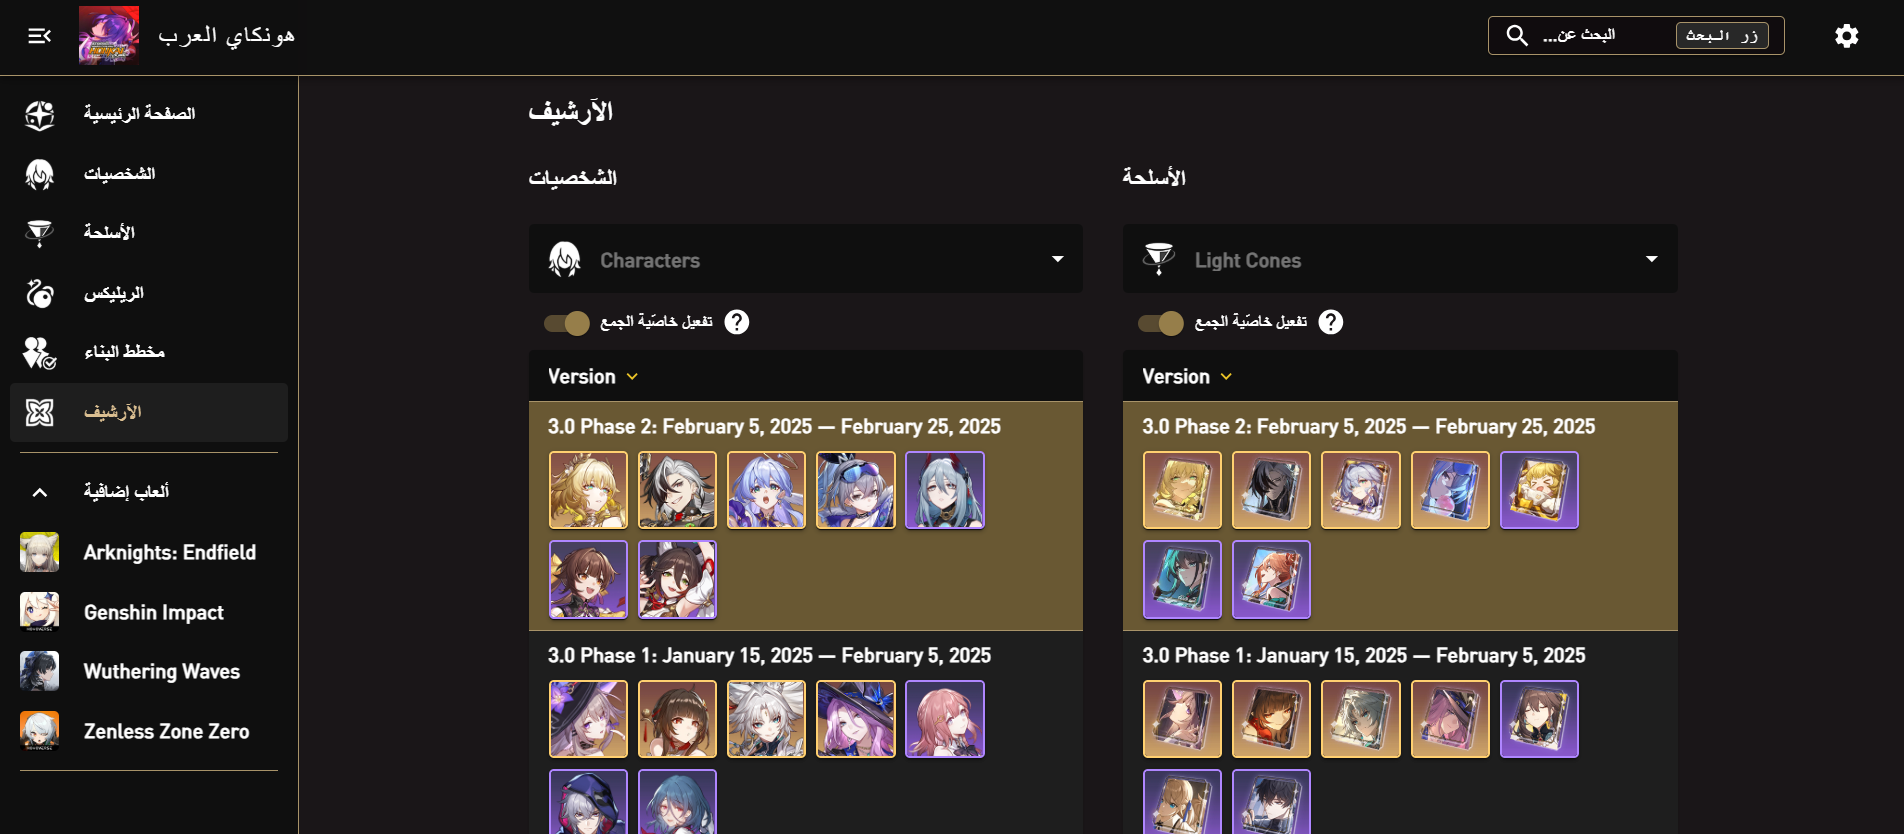 هونكاي العرب
البحث عن...
زر البحث
الصفحة الرئيسية
الشخصيات
الأسلحة
الريليكس
مخطط البناء
الآرشيف
ألعاب إضافية
Arknights: Endfield
Genshin Impact
Wuthering Waves
Zenless Zone Zero
الآرشيف
الشخصيات
Characters
تفعيل خاصّية الجمع
Version
3.0 Phase 2: February 5, 2025 — February 25, 2025
3.0 Phase 1: January 15, 2025 — February 5, 2025
الأسلحة
Light Cones
تفعيل خاصّية الجمع
Version
3.0 Phase 2: February 5, 2025 — February 25, 2025
3.0 Phase 1: January 15, 2025 — February 5, 2025